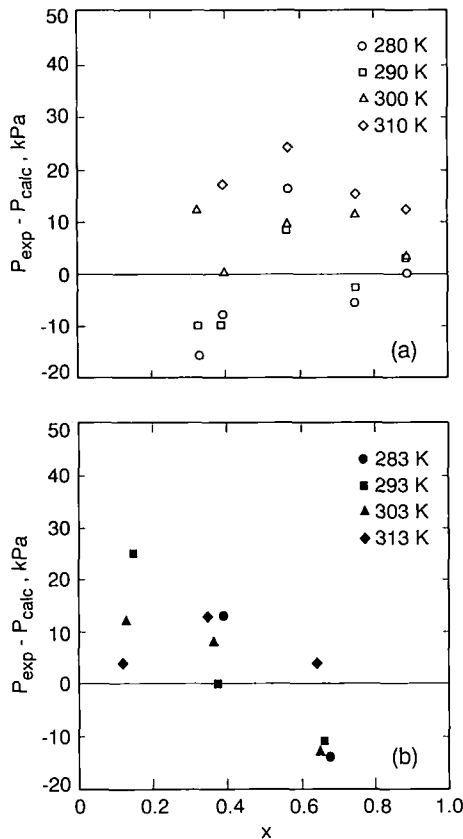 50
40
30
20
10
0
-10
-20
P_exp - P_calc, kPa
280 K
290 K
300 K
310 K
(a)
50
40
30
20
10
0
-10
-20
P_exp - P_calc, kPa
283 K
293 K
303 K
313 K
(b)
0 0.2 0.4 0.6 0.8 1.0
x